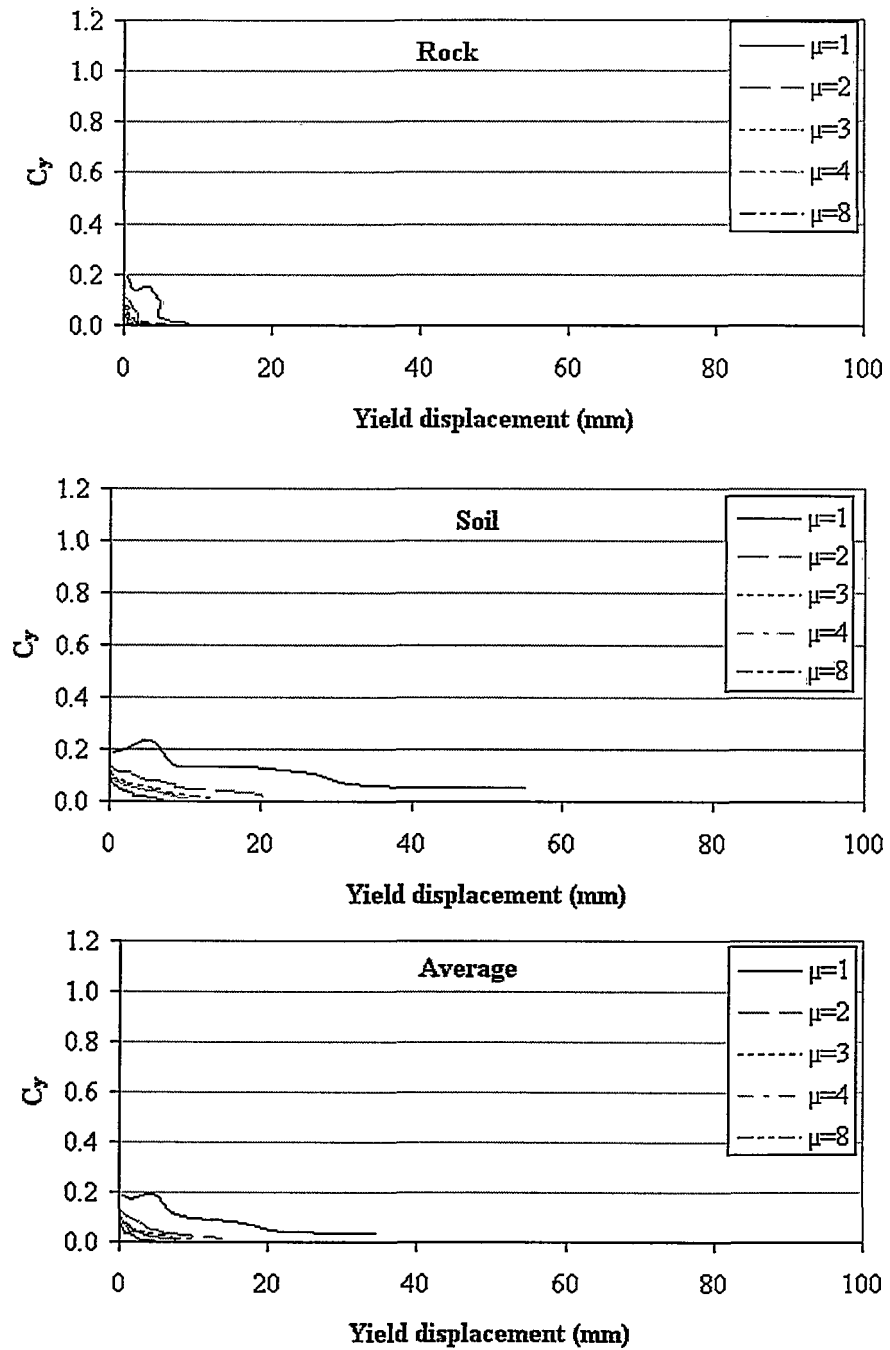 Rock
μ=1
μ=2
μ=3
μ=4
μ=8
1.2
1.0
0.8
0.6
0.4
0.2
0.0
Cy
0 20 40 60 80 100
Yield displacement (mm)
Soil
μ=1
μ=2
μ=3
μ=4
μ=8
1.2
1.0
0.8
0.6
0.4
0.2
0.0
Cy
0 20 40 60 80 100
Yield displacement (mm)
Average
μ=1
μ=2
μ=3
μ=4
μ=8
1.2
1.0
0.8
0.6
0.4
0.2
0.0
Cy
0 20 40 60 80 100
Yield displacement (mm)